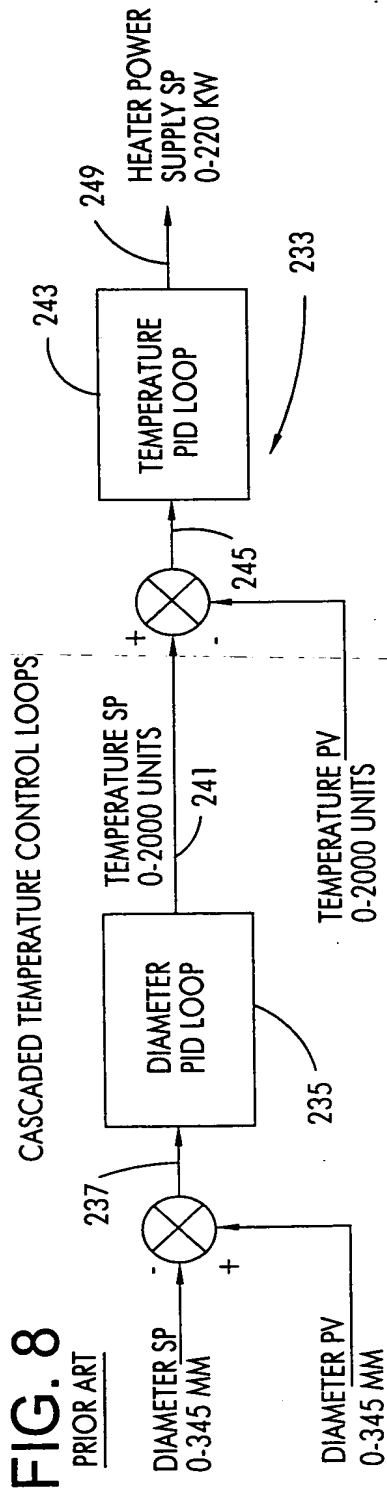 FIG. 8
PRIOR ART
CASCADED TEMPERATURE CONTROL LOOPS
DIAMETER SP
0-345 MM
-
+
DIAMETER PV
0-345 MM
237
DIAMETER
PID LOOP
235
TEMPERATURE SP
0-2000 UNITS
241
+
-
TEMPERATURE PV
0-2000 UNITS
245
TEMPERATURE
PID LOOP
243
249
HEATER POWER
SUPPLY SP
0-220 KW
233